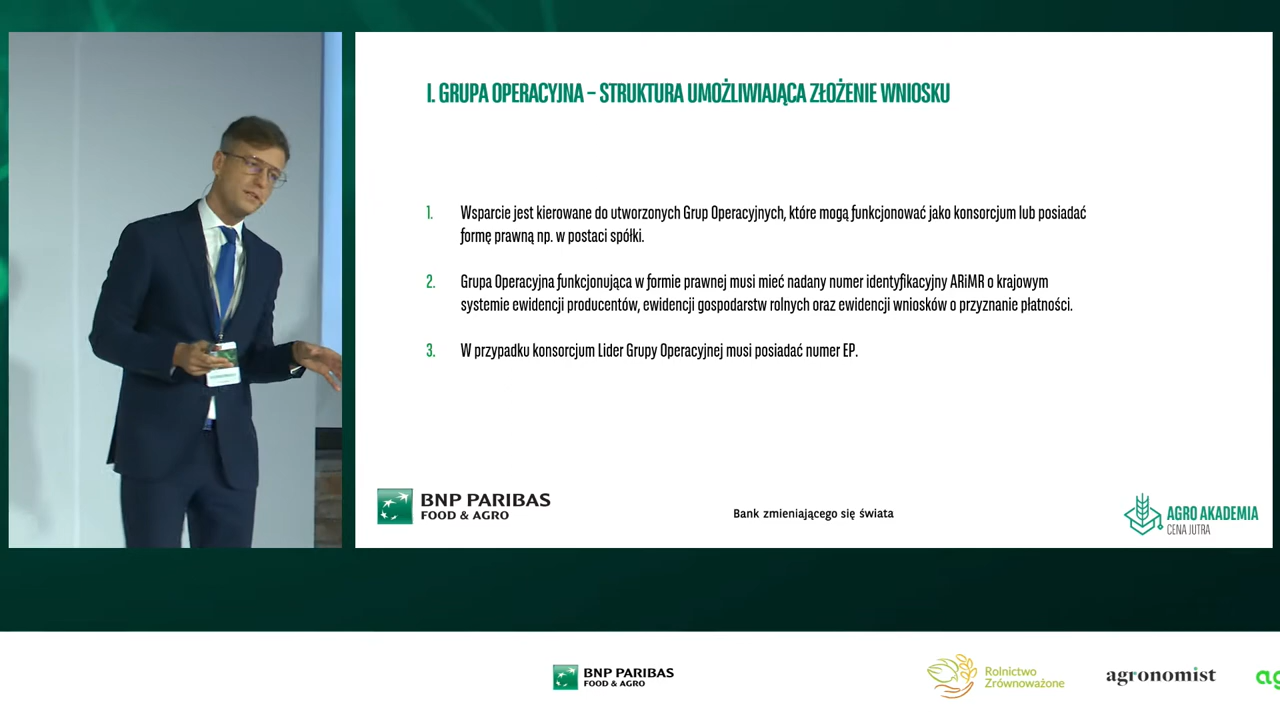 I. GRUPA OPERACYJNA – STRUKTURA UMOŻLIWIAJĄCA ZŁOŻENIE WNIOSKU
1. Wsparcie jest kierowane do utworzonych Grup Operacyjnych, które mogą funkcjonować jako konsorcjum lub posiadać
formę prawną np. w postaci spółki.
2. Grupa Operacyjna funkcjonująca w formie prawnej musi mieć nadany numer identyfikacyjny ARiMR o krajowym
systemie ewidencji producentów, ewidencji gospodarstw rolnych oraz ewidencji wniosków o przyznanie płatności.
3. W przypadku konsorcjum Lider Grupy Operacyjnej musi posiadać numer EP.
BNP PARIBAS
FOOD & AGRO
Bank zmieniającego się świata
AGRO AKADEMIA
CENA JUTRA
BNP PARIBAS
FOOD & AGRO
Rolnictwo
Zrównoważone
agronomist